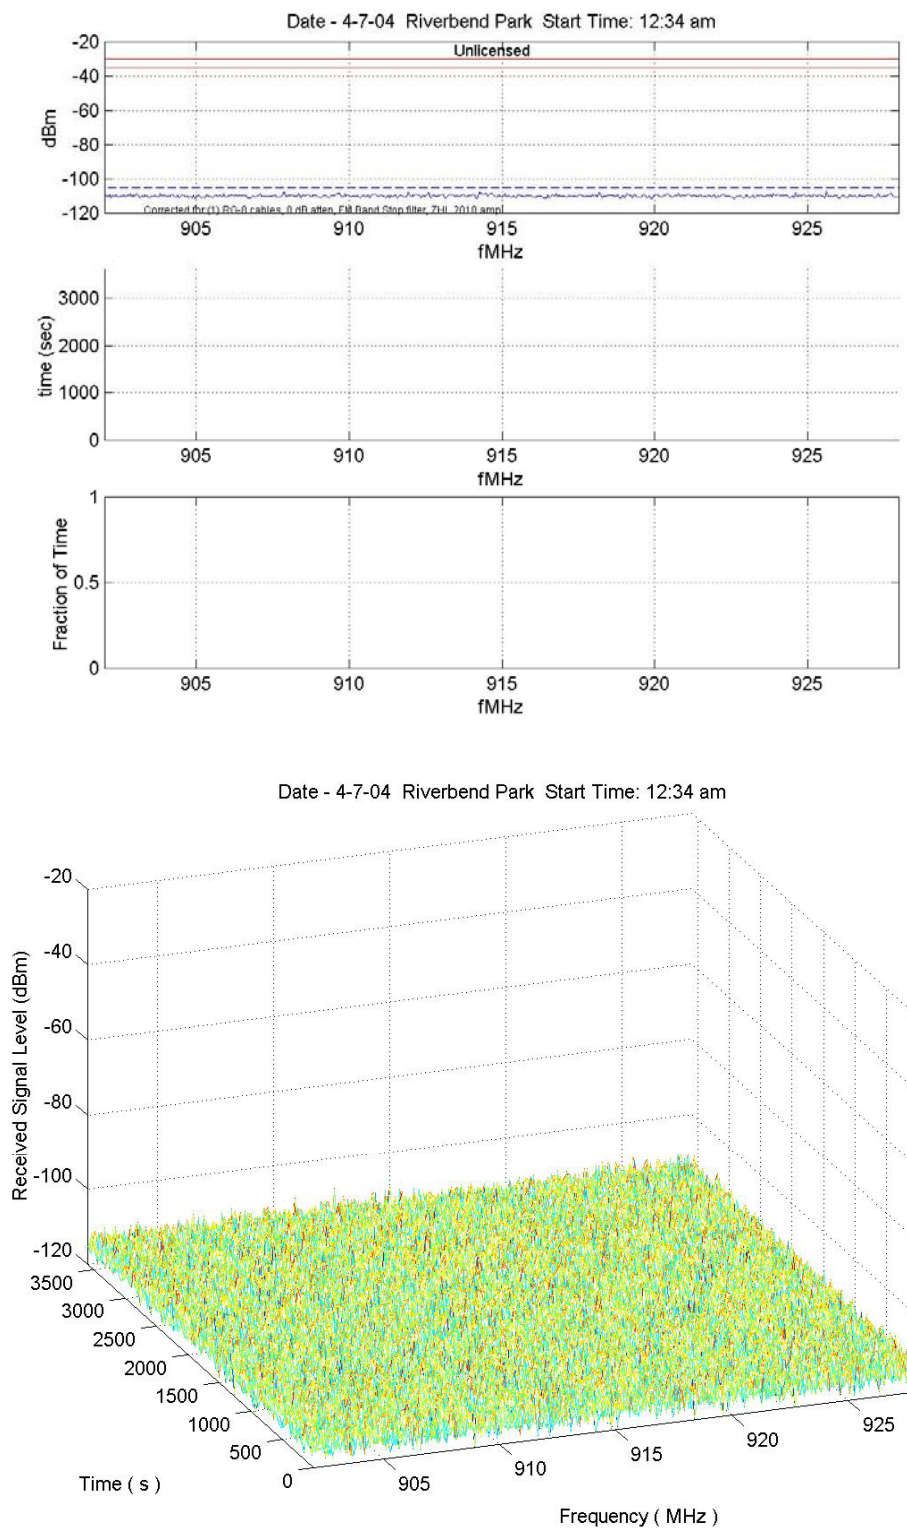 Date - 4-7-04 Riverbend Park Start Time: 12:34 am
Unlicensed
-20
-40
-60
-80
-100
-120
dBm
Corrected for:(1) RG-8 cables, 0 dB atten, FM Band Stop filter, ZHL 2010 amp
905 910 915 920 925
fMHz
3000
2000
1000
0
time (sec)
905 910 915 920 925
fMHz
1
0.5
0
Fraction of Time
905 910 915 920 925
fMHz
Date - 4-7-04 Riverbend Park Start Time: 12:34 am
-20
-40
-60
-80
-100
-120
Received Signal Level (dBm)
3500
3000
2500
2000
1500
1000
500
0
Time ( s )
905
910
915
920
925
Frequency ( MHz )